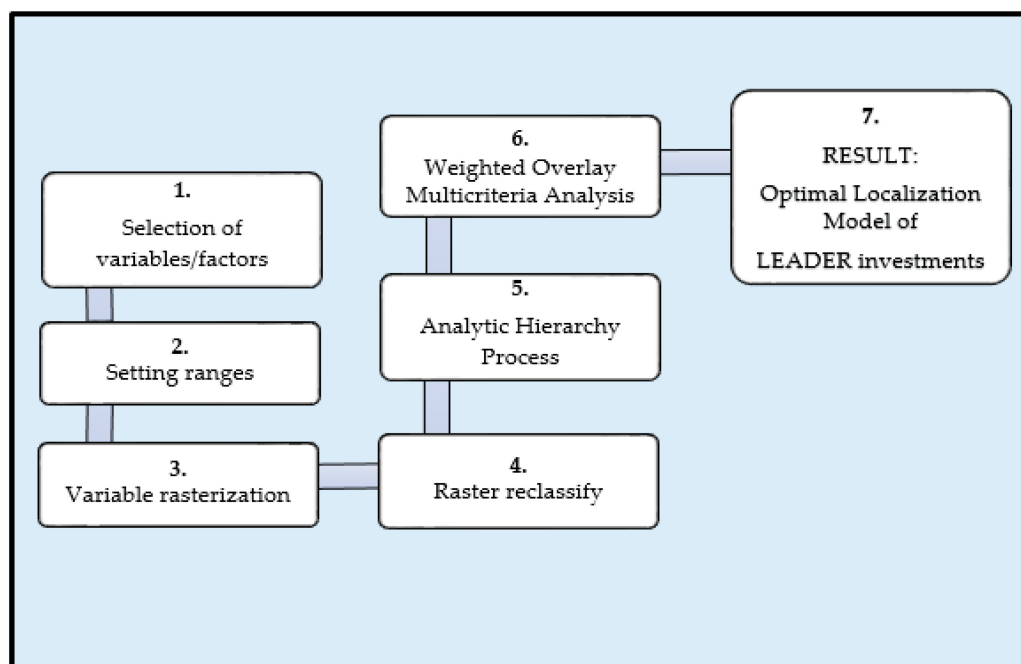 1.
Selection of
variables/factors
2.
Setting ranges
3.
Variable rasterization
4.
Raster reclassify
5.
Analytic Hierarchy
Process
6.
Weighted Overlay
Multicriteria Analysis
7.
RESULT:
Optimal Localization
Model of
LEADER investments